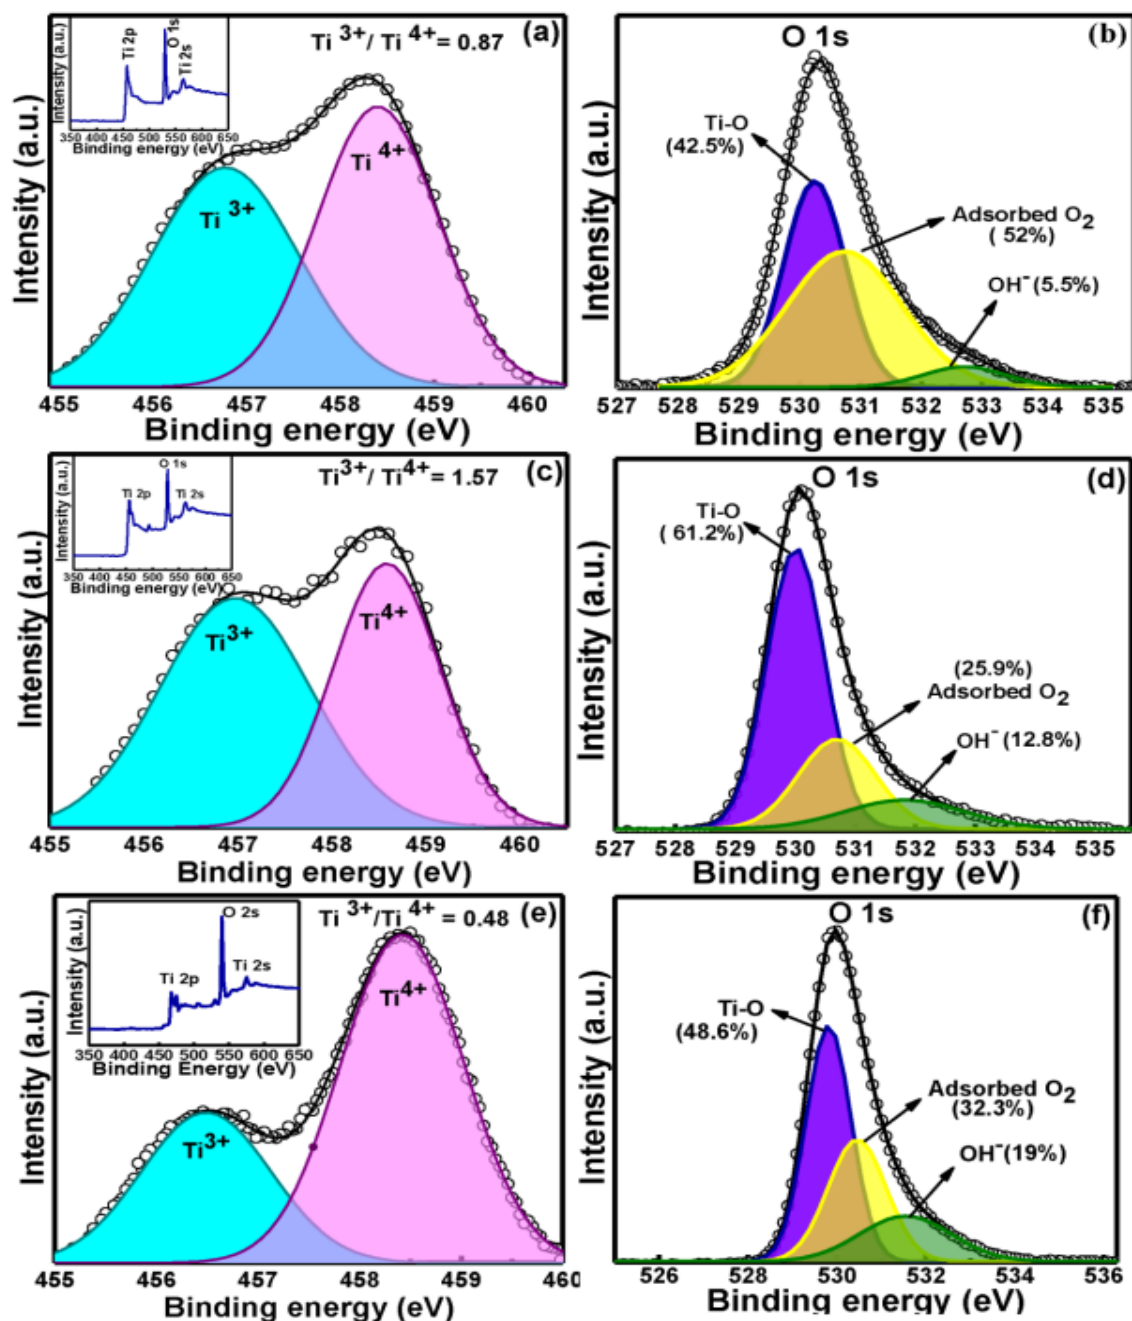 Ti 3+/ Ti 4+= 0.87
(a)
Intensity (a.u.)
Ti 2p
O 1s
Ti 2s
350 400 450 500 550 600 650
Binding energy (eV)
Ti 3+
Ti 4+
Intensity (a.u.)
455 456 457 458 459 460
Binding energy (eV)
O 1s
(b)
Ti-O
(42.5%)
Adsorbed O2
( 52%)
OH-(5.5%)
Intensity (a.u.)
527 528 529 530 531 532 533 534 535
Binding energy (eV)
Ti3+/ Ti4+= 1.57
(c)
Intensity (a.u.)
O 1s
Ti 2p
Ti 2s
350 400 450 500 550 600 650
Binding energy (eV)
Ti3+
Ti4+
Intensity (a.u.)
455 456 457 458 459 460
Binding energy (eV)
O 1s
(d)
Ti-O
( 61.2%)
(25.9%)
Adsorbed O2
OH- (12.8%)
Intensity (a.u.)
527 528 529 530 531 532 533 534 535
Binding energy (eV)
Ti 3+/Ti 4+ = 0.48
(e)
Intensity (a.u.)
O 2s
Ti 2p
Ti 2s
350 400 450 500 550 600 650
Binding Energy (eV)
Ti3+
Ti4+
Intensity (a.u.)
455 456 457 458 459 460
Binding energy (eV)
O 1s
(f)
Ti-O
(48.6%)
Adsorbed O2
(32.3%)
OH-(19%)
Intensity (a.u.)
526 528 530 532 534 536
Binding energy (eV)